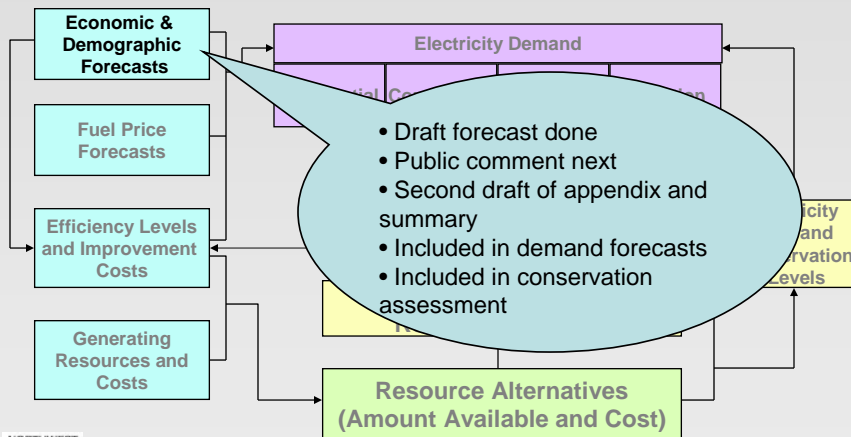 Economic &
Demographic
Forecasts
Electricity Demand
Fuel Price
Forecasts
• Draft forecast done
• Public comment next
• Second draft of appendix and
summary
• Included in demand forecasts
• Included in conservation
assessment
Efficiency Levels
and Improvement
Costs
Levels
Generating
Resources and
Costs
Resource Alternatives
(Amount Available and Cost)